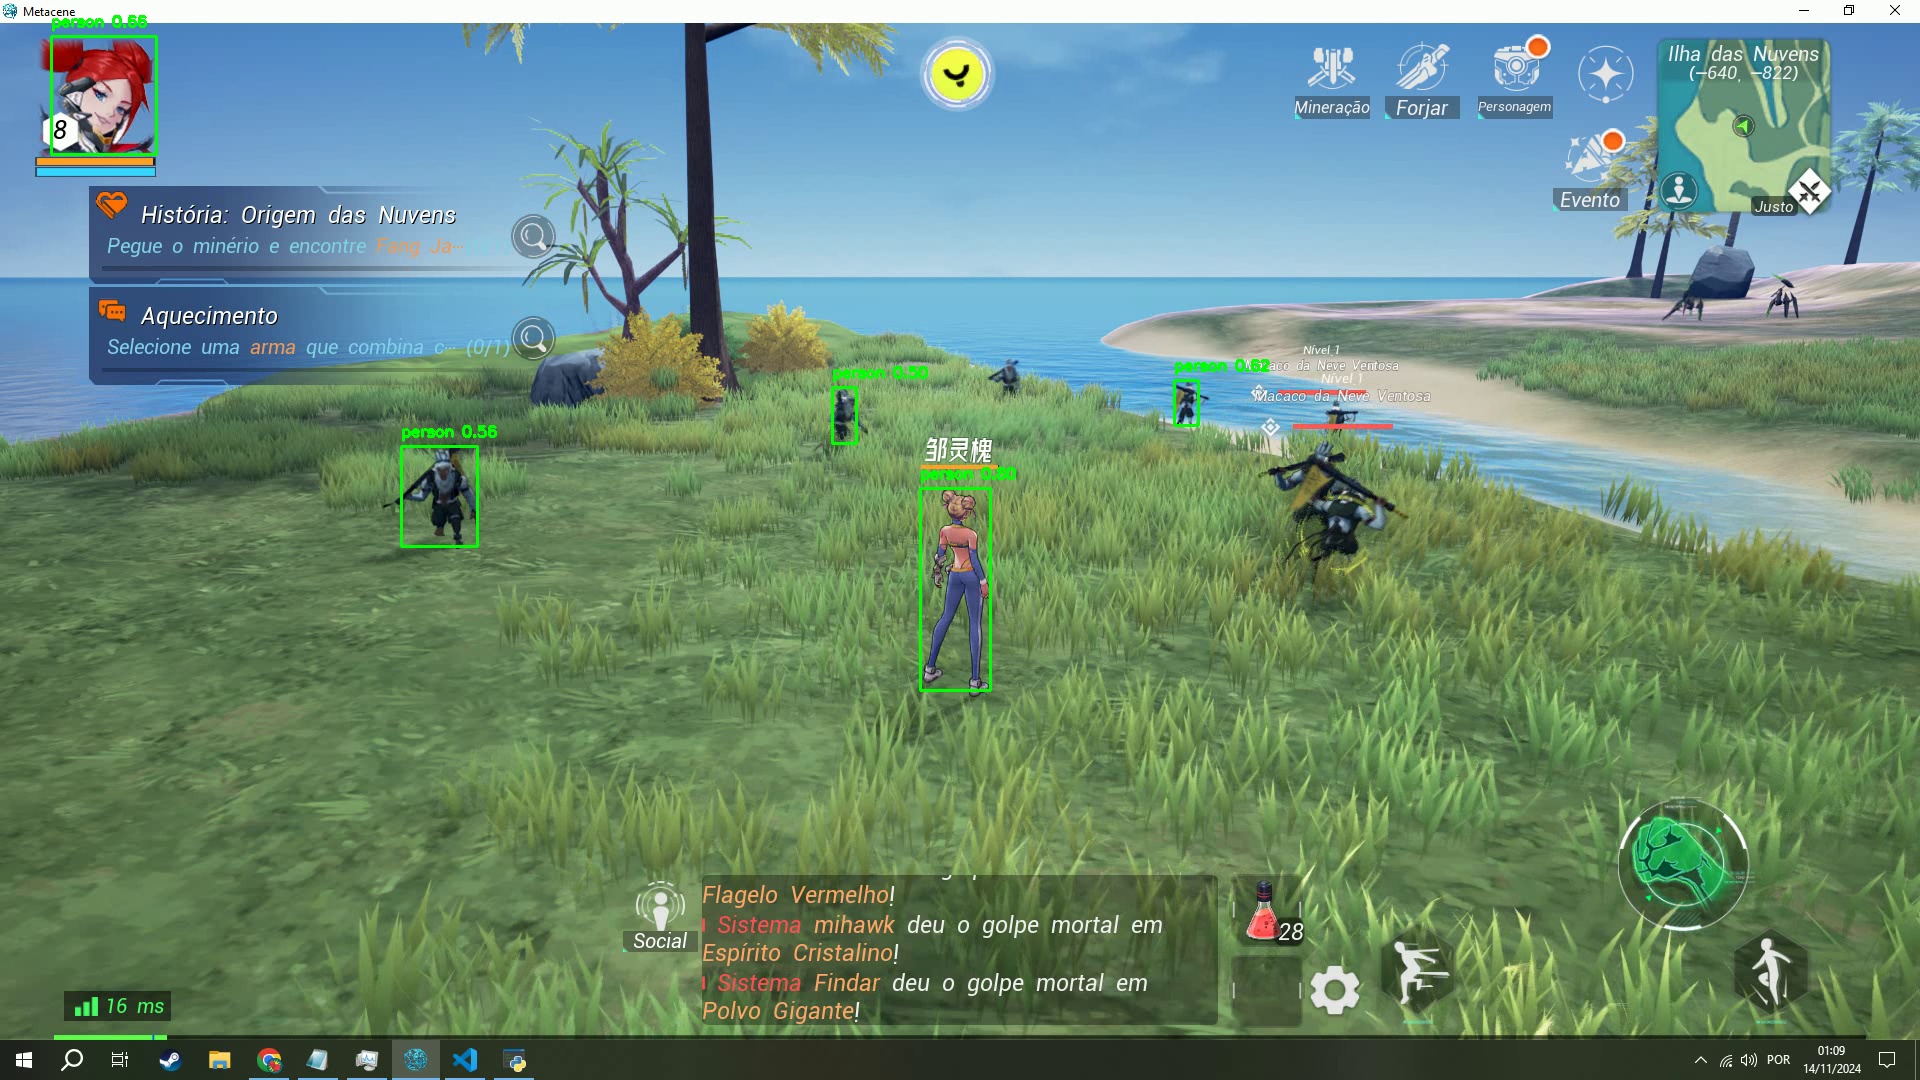 Metacene
person 0.66
8
História: Origem das Nuvens
Pegue o minério e encontre Fang Ja…
Aquecimento
Selecione uma arma que combina c… (0/1)
Mineração
Forjar
Personagem
Evento
Ilha das Nuvens
(-640, -822)
Justo
Nível 1
Macaco da Neve Ventosa
Nível 1
Macaco da Neve Ventosa
person 0.62
person 0.50
person 0.56
邹灵槐
Flagelo Vermelho!
Sistema mihawk deu o golpe mortal em
Espírito Cristalino!
Sistema Findar deu o golpe mortal em
Polvo Gigante!
Social
28
16 ms
POR
01:09
14/11/2024